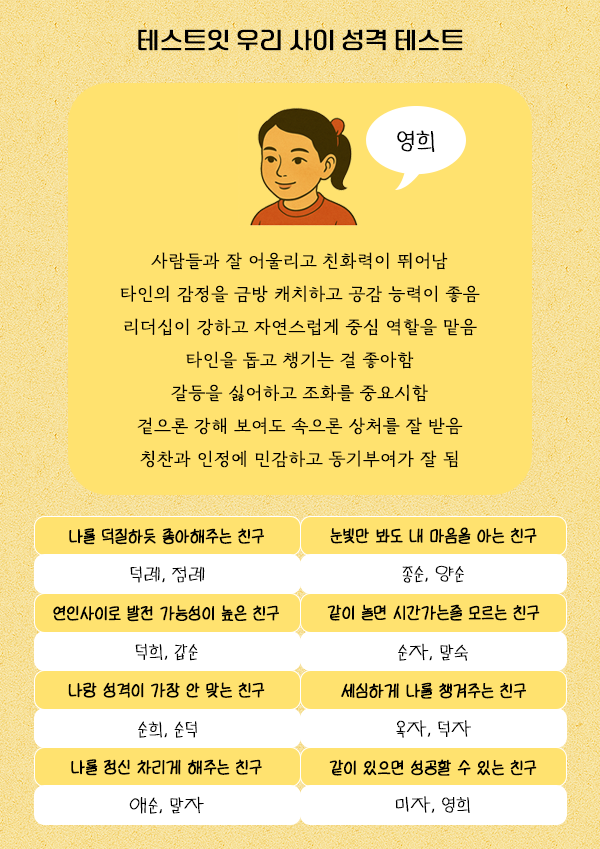 테스트잇 우리 사이 성격 테스트
영희
사람들과 잘 어울리고 친화력이 뛰어남
타인의 감정을 금방 캐치하고 공감 능력이 좋음
리더십이 강하고 자연스럽게 중심 역할을 맡음
타인을 돕고 챙기는 걸 좋아함
갈등을 싫어하고 조화를 중요시함
겉으론 강해 보여도 속으론 상처를 잘 받음
칭찬과 인정에 민감하고 동기부여가 잘 됨
나를 덕질하듯 좋아해주는 친구
눈빛만 봐도 내 마음을 아는 친구
덕례, 점례
종순, 양순
연인사이로 발전 가능성이 높은 친구
같이 놀면 시간가는줄 모르는 친구
덕희, 갑순
순자, 말숙
나랑 성격이 가장 안 맞는 친구
세심하게 나를 챙겨주는 친구
순희, 순덕
옥자, 덕자
나를 정신 차리게 해주는 친구
같이 있으면 성공할 수 있는 친구
애순, 말자
미자, 영희